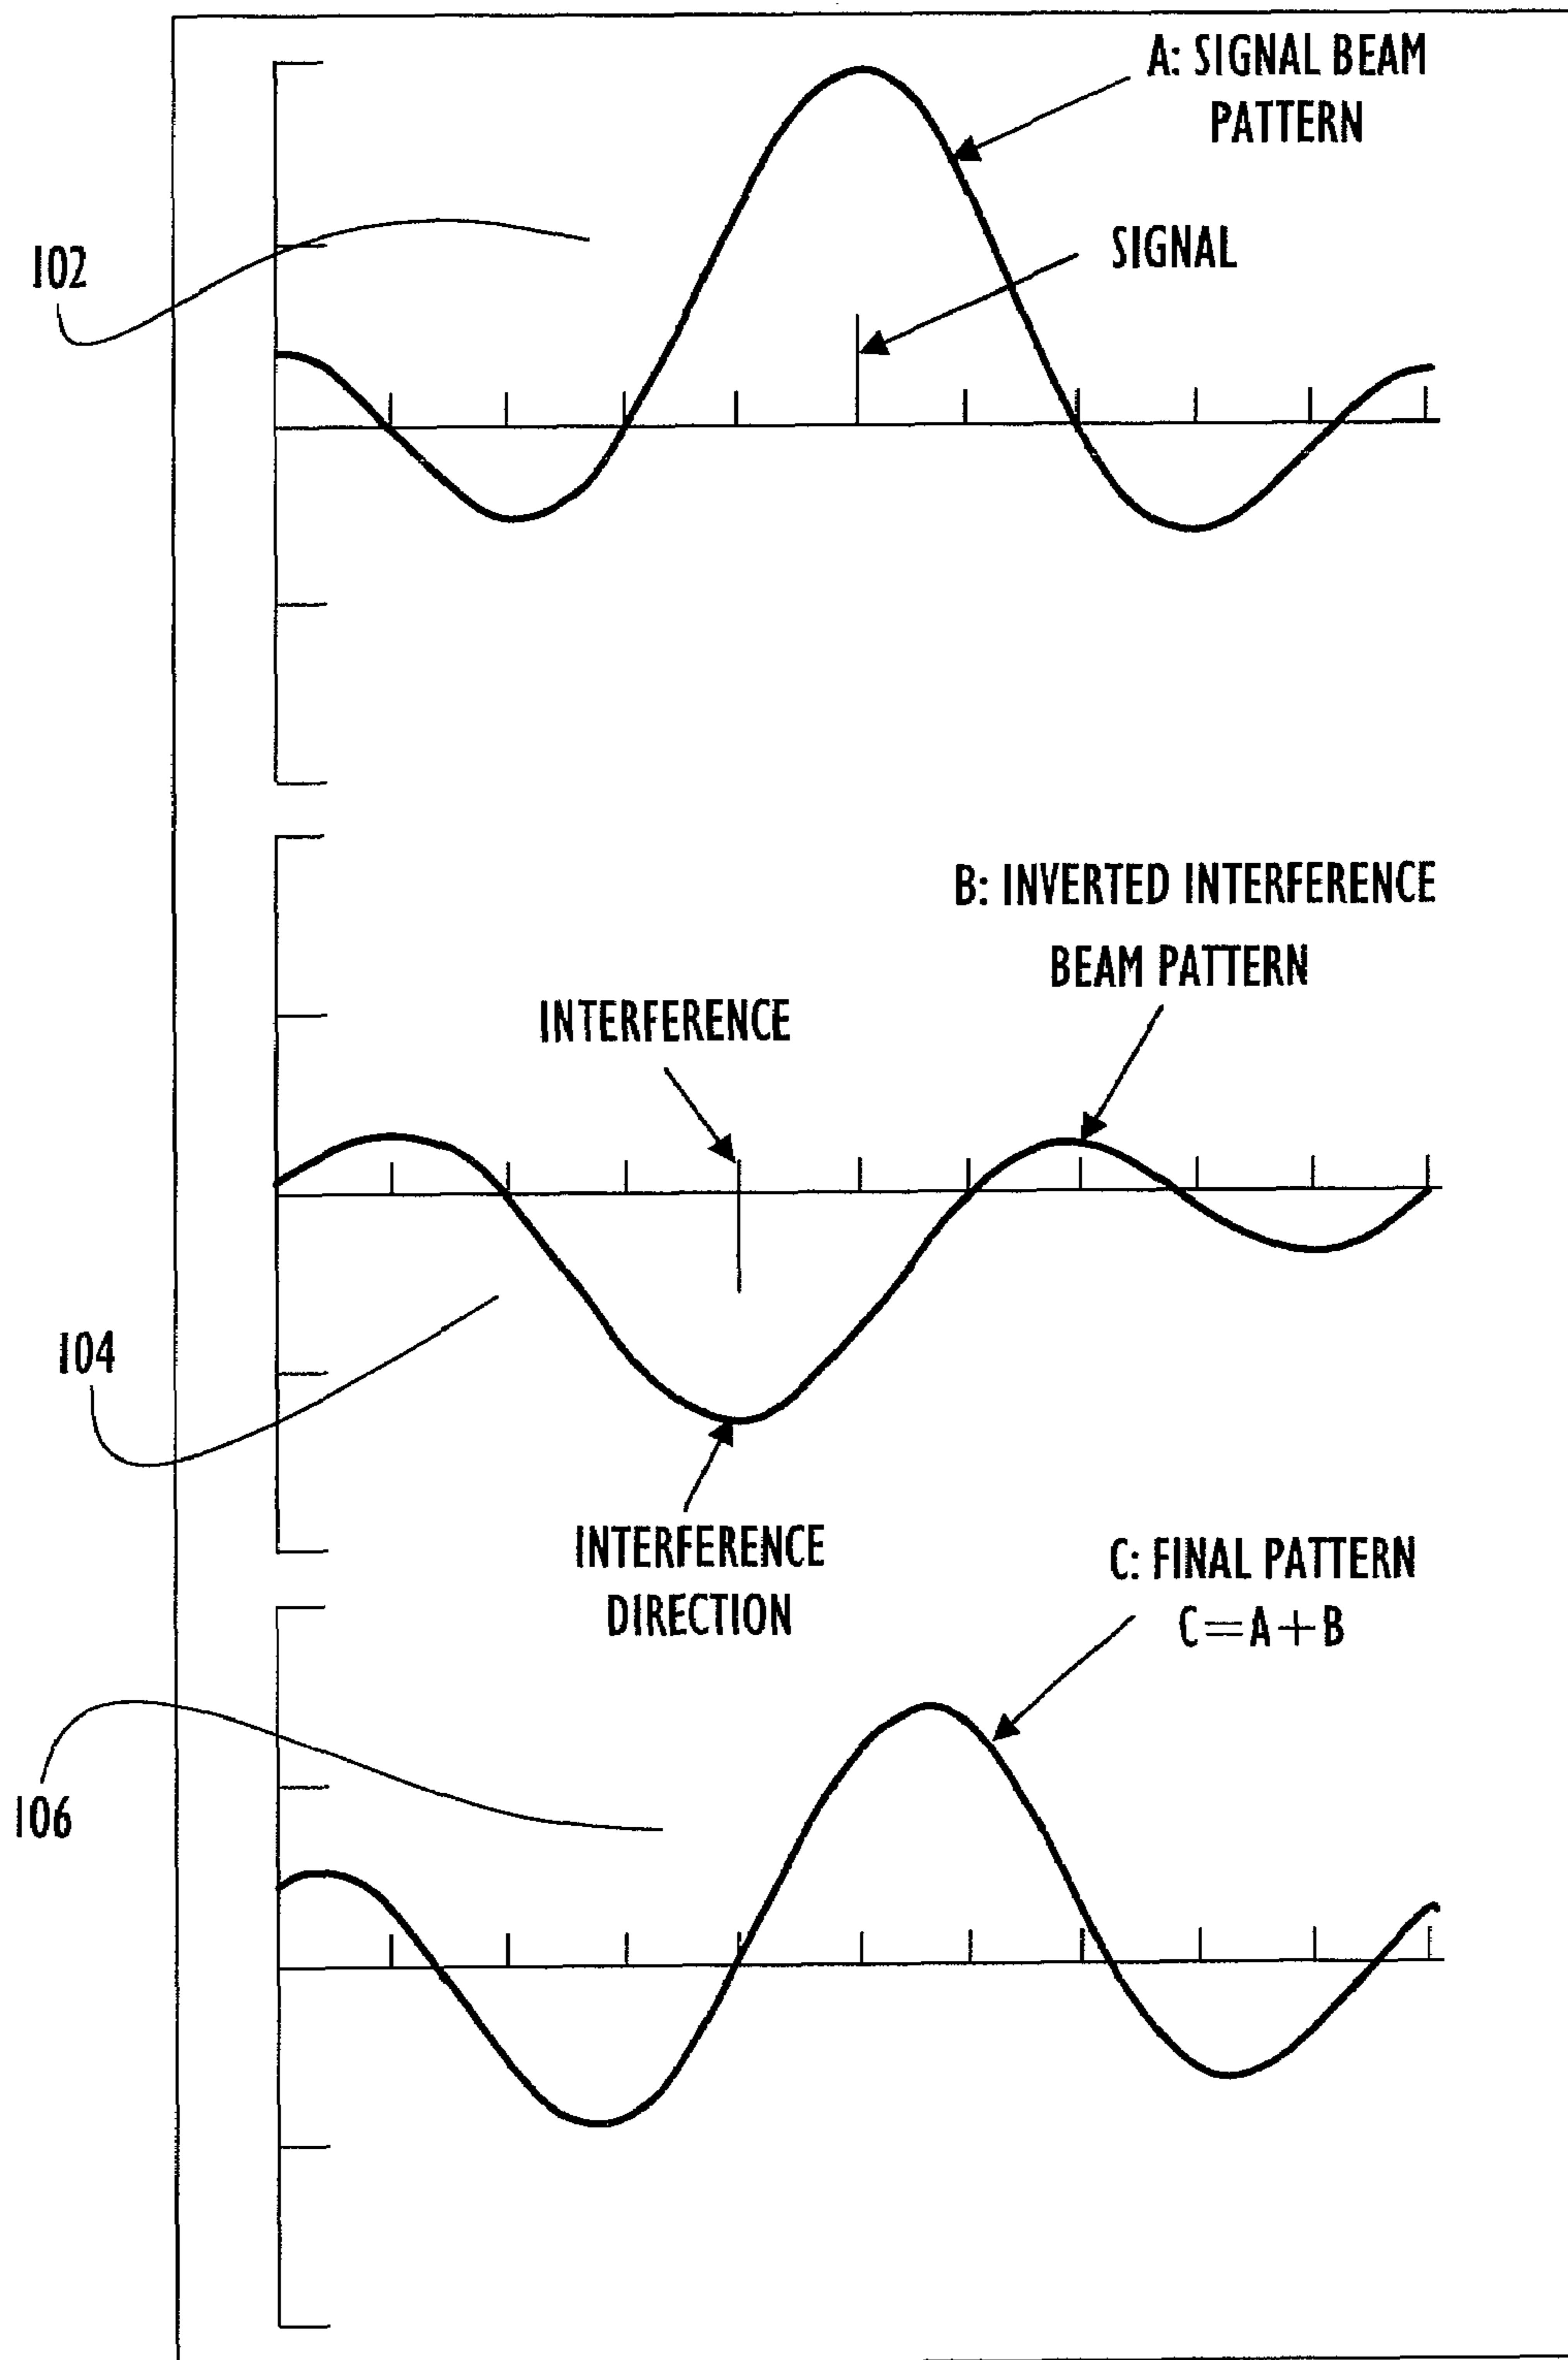 A: SIGNAL BEAM
PATTERN
SIGNAL
102
B: INVERTED INTERFERENCE
BEAM PATTERN
INTERFERENCE
104
INTERFERENCE
DIRECTION
C: FINAL PATTERN
C=A+B
106